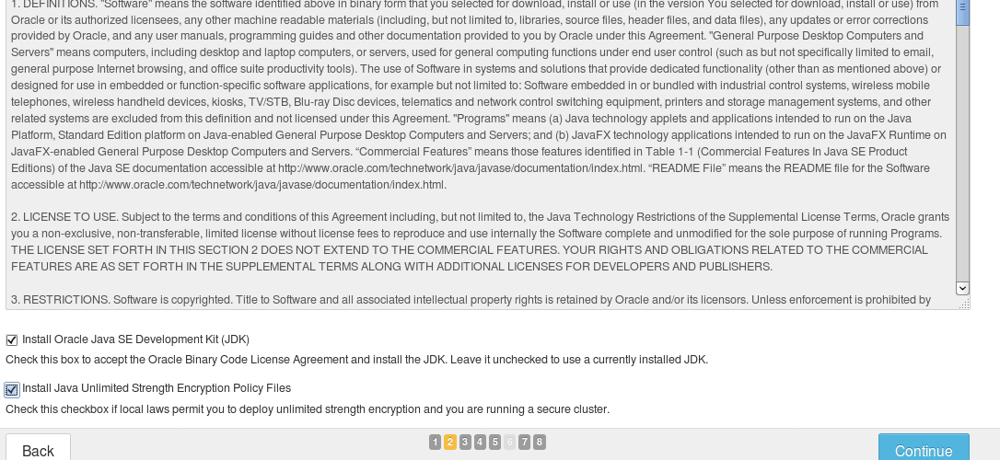 1. DEFINITIONS. "Software" means the software identified above in binary form that you selected for download, install or use (in the version You selected for download, install or use) from
Oracle or its authorized licensees, any other machine readable materials (including, but not limited to, libraries, source files, header files, and data files), any updates or error corrections
provided by Oracle, and any user manuals, programming guides and other documentation provided to you by Oracle under this Agreement. "General Purpose Desktop Computers and
Servers" means computers, including desktop and laptop computers, or servers, used for general computing functions under end user control (such as but not specifically limited to email,
general purpose Internet browsing, and office suite productivity tools). The use of Software in systems and solutions that provide dedicated functionality (other than as mentioned above) or
designed for use in embedded or function-specific software applications, for example but not limited to: Software embedded in or bundled with industrial control systems, wireless mobile
telephones, wireless handheld devices, kiosks, TV/STB, Blu-ray Disc devices, telematics and network control switching equipment, printers and storage management systems, and other
related systems are excluded from this definition and not licensed under this Agreement. "Programs" means (a) Java technology applets and applications intended to run on the Java
Platform, Standard Edition platform on Java-enabled General Purpose Desktop Computers and Servers; and (b) JavaFX technology applications intended to run on the JavaFX Runtime on
JavaFX-enabled General Purpose Desktop Computers and Servers. “Commercial Features” means those features identified in Table 1-1 (Commercial Features In Java SE Product
Editions) of the Java SE documentation accessible at http://www.oracle.com/technetwork/java/javase/documentation/index.html. “README File” means the README file for the Software
accessible at http://www.oracle.com/technetwork/java/javase/documentation/index.html.
2. LICENSE TO USE. Subject to the terms and conditions of this Agreement including, but not limited to, the Java Technology Restrictions of the Supplemental License Terms, Oracle grants
you a non-exclusive, non-transferable, limited license without license fees to reproduce and use internally the Software complete and unmodified for the sole purpose of running Programs.
THE LICENSE SET FORTH IN THIS SECTION 2 DOES NOT EXTEND TO THE COMMERCIAL FEATURES. YOUR RIGHTS AND OBLIGATIONS RELATED TO THE COMMERCIAL
FEATURES ARE AS SET FORTH IN THE SUPPLEMENTAL TERMS ALONG WITH ADDITIONAL LICENSES FOR DEVELOPERS AND PUBLISHERS.
3. RESTRICTIONS. Software is copyrighted. Title to Software and all associated intellectual property rights is retained by Oracle and/or its licensors. Unless enforcement is prohibited by
Install Oracle Java SE Development Kit (JDK)
Check this box to accept the Oracle Binary Code License Agreement and install the JDK. Leave it unchecked to use a currently installed JDK.
Install Java Unlimited Strength Encryption Policy Files
Check this checkbox if local laws permit you to deploy unlimited strength encryption and you are running a secure cluster.
Back
1 2 3 4 5 6 7 8
Continue